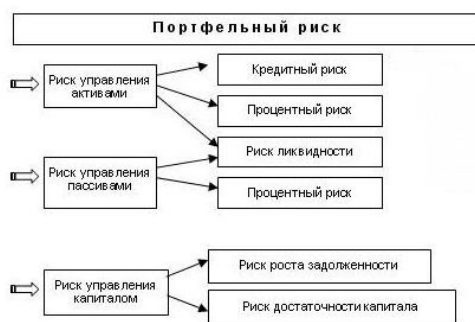 Портфельный риск
Риск управления
активами
Кредитный риск
Процентный риск
Риск ликвидности
Риск управления
пассивами
Процентный риск
Риск управления
капиталом
Риск роста задолженности
Риск достаточности капитала